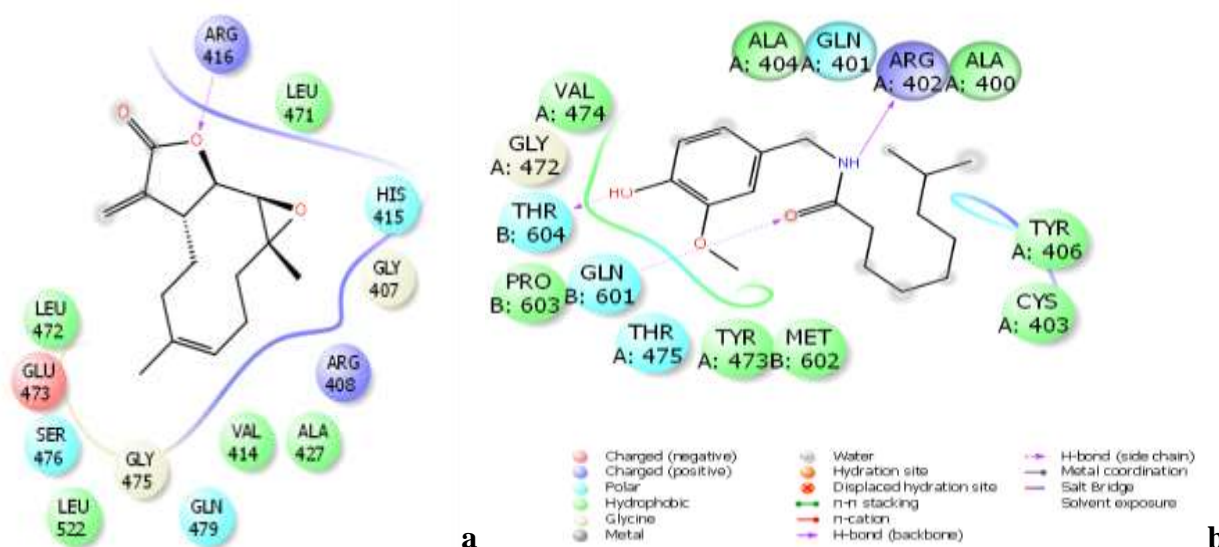 ARG
416
LEU
471
O
O
HIS
415
O
GLY
407
LEU
472
GLU
473
ARG
408
SER
476
GLY
475
VAL
414
ALA
427
LEU
522
GLN
479
a
ALA
A: 404
GLN
A: 401
ARG
A: 402
ALA
A: 400
VAL
A: 474
GLY
A: 472
NH
HO
THR
B: 604
O
O
TYR
A: 406
PRO
B: 603
GLN
B: 601
CYS
A: 403
THR
A: 475
TYR
A: 473
MET
B: 602
Charged (negative)
Charged (positive)
Polar
Hydrophobic
Glycine
Metal
Water
Hydration site
Displaced hydration site
π-π stacking
π-cation
H-bond (backbone)
H-bond (side chain)
Metal coordination
Salt Bridge
Solvent exposure
b